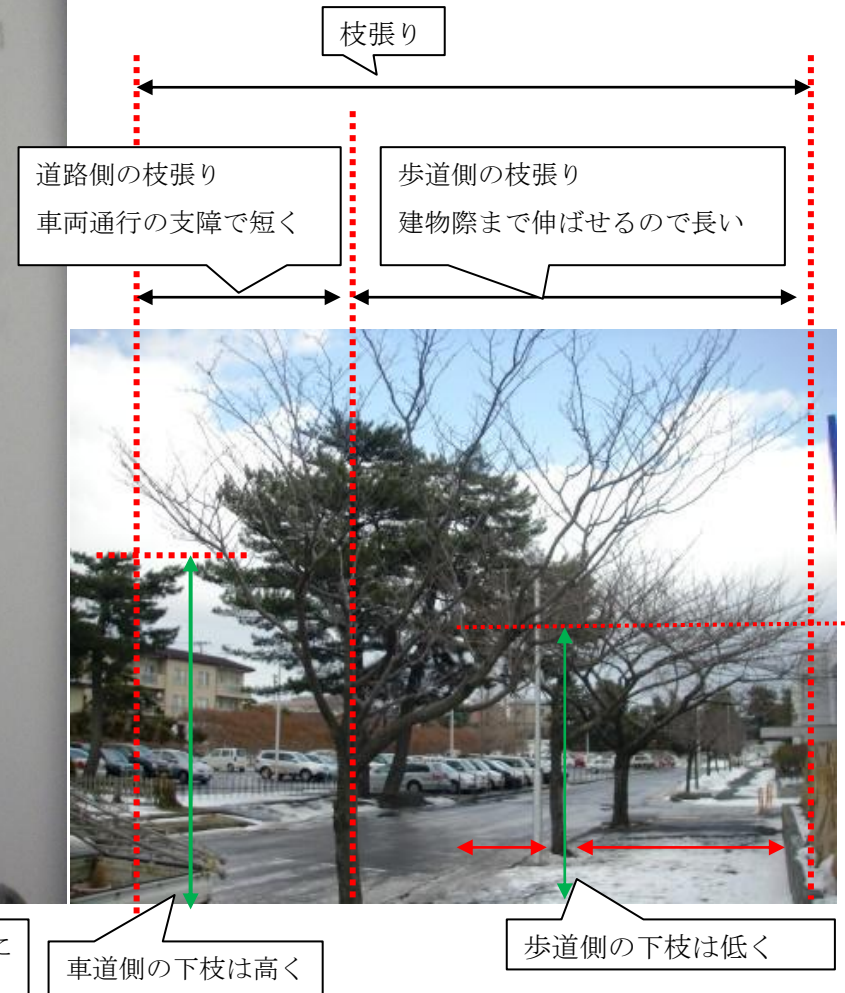 枝張り
道路側の枝張り
車両通行の支障で短く
歩道側の枝張り
建物際まで伸ばせるので長い
車道側の下枝は高く
歩道側の下枝は低く